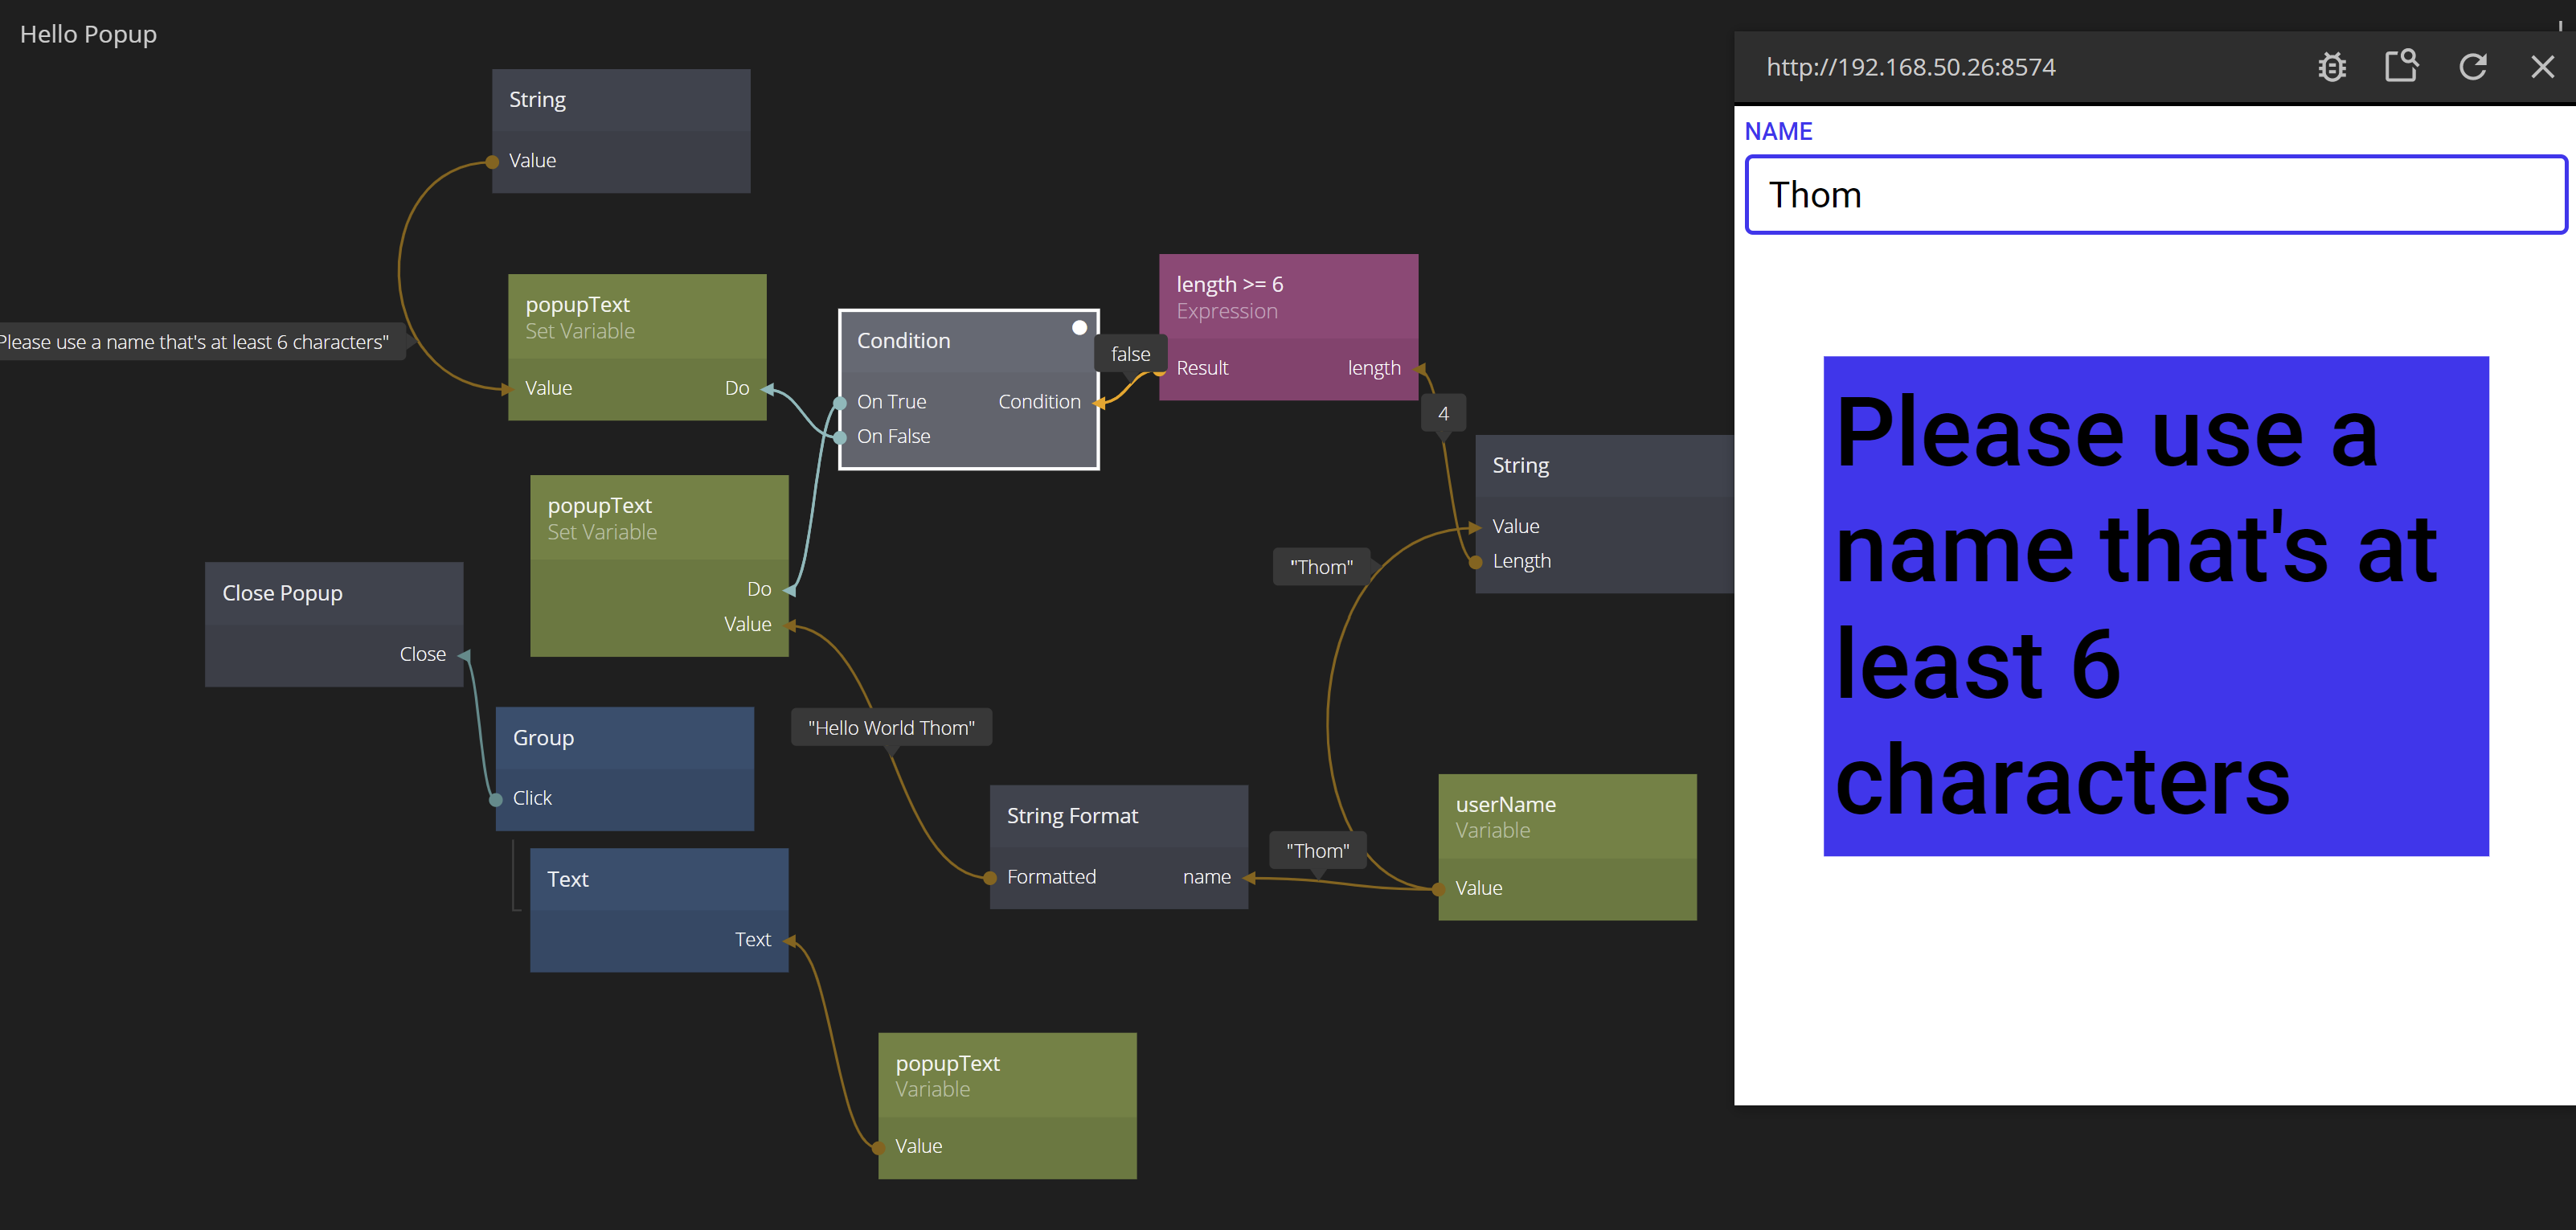 Hello Popup
http://192.168.50.26:8574
NAME
Thom
Please use a
name that's at
least 6
characters
String
Value
Please use a name that's at least 6 characters"
popupText
Set Variable
Value
Do
Condition
On True
Condition
On False
false
length >= 6
Expression
Result
length
4
String
Value
Length
"Thom"
popupText
Set Variable
Do
Value
Close Popup
Close
Group
Click
Text
Text
"Hello World Thom"
String Format
Formatted
name
"Thom"
userName
Variable
Value
popupText
Variable
Value